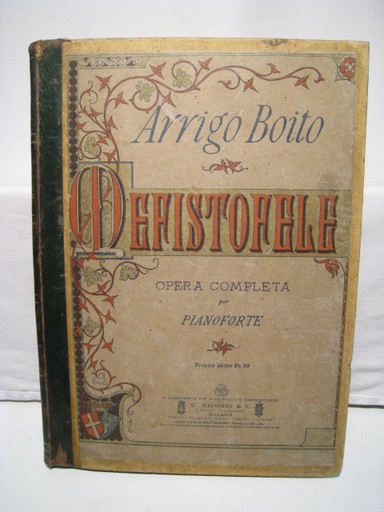 Arrigo Boito
MEFISTOFELE
OPERA COMPLETA
per
PIANOFORTE
Prezzo netto Fr. 10
G. RICORDI & C.
MILANO